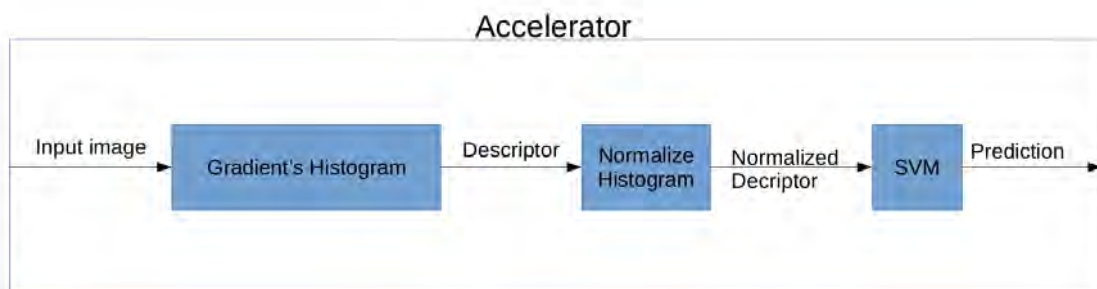 Accelerator
Input image
Gradient's Histogram
Descriptor
Normalize
Histogram
Normalized
Decriptor
SVM
Prediction